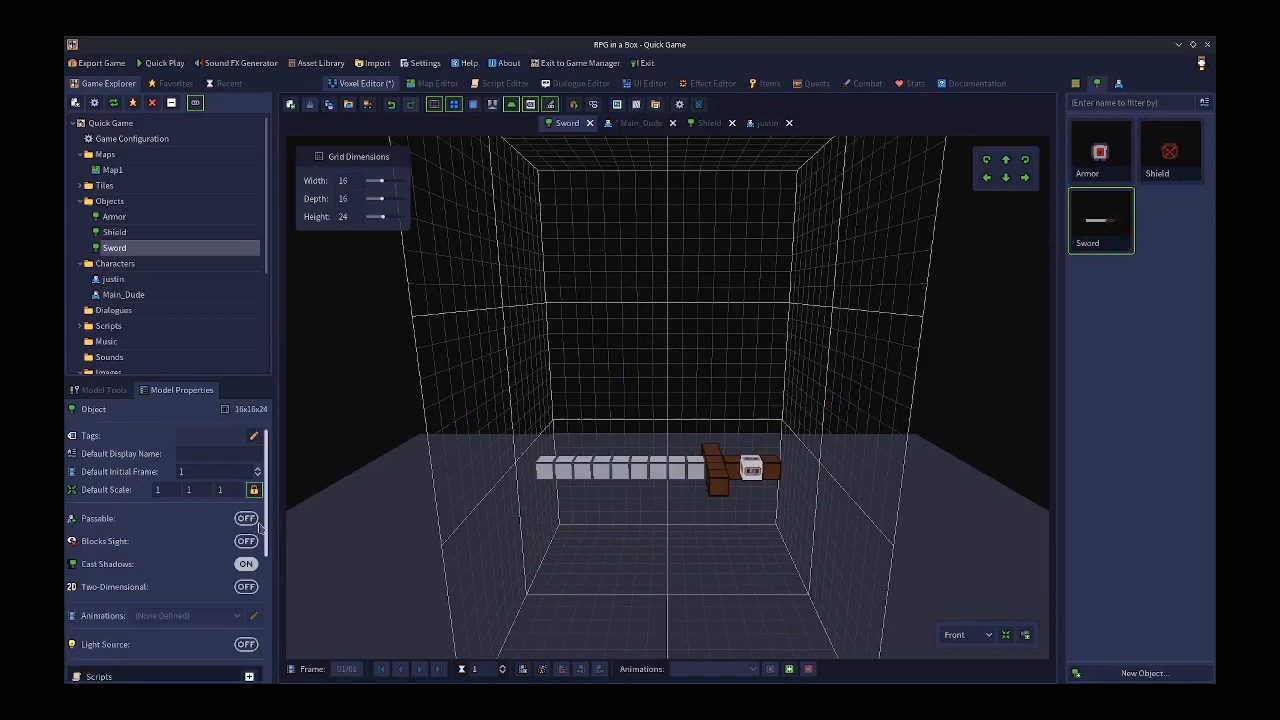 RPG in a Box - Quick Game
Export Game Quick Play Sound FX Generator Asset Library Import Settings Help About Exit to Game Manager Exit
Game Explorer Favorites Recent Voxel Editor (*) Map Editor Script Editor Dialogue Editor UI Editor Effect Editor Items Quests Combat Stats Documentation
(Enter name to filter by)
Sword * Main_Dude Shield justin
Quick Game
Game Configuration
Maps
Map1
Tiles
Objects
Armor
Shield
Sword
Characters
justin
Main_Dude
Dialogues
Scripts
Music
Sounds
Images
Grid Dimensions
Width: 16
Depth: 16
Height: 24
Armor
Shield
Sword
Model Tools Model Properties
Object 16x16x24
Tags:
Default Display Name:
Default Initial Frame: 1
Default Scale: 1 1 1
Passable: OFF
Blocks Sight: OFF
Cast Shadows: ON
2D Two-Dimensional: OFF
Animations: (None Defined)
Light Source: OFF
Scripts
Front
Frame: 01/01 1 Animations:
New Object...